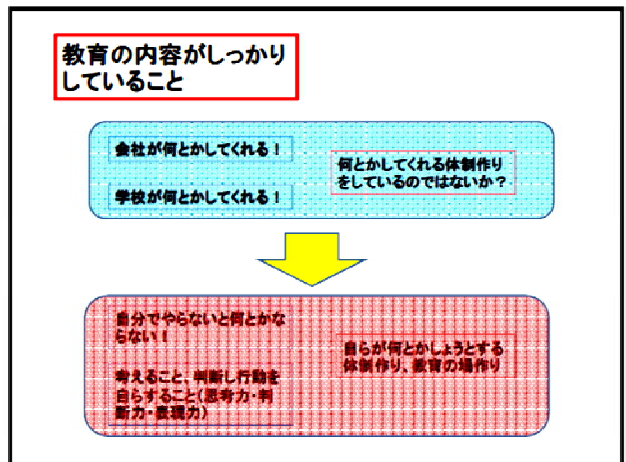 教育の内容がしっかり
していること
会社が何とかしてくれる！
学校が何とかしてくれる！
何とかしてくれる体制作り
をしているのではないか？
自分でやらないと何とかな
らない！
考えること、判断し行動を
自らすること（思考力・判
断力・表現力）
自らが何とかしょうとする
体制作り、教育の場作り